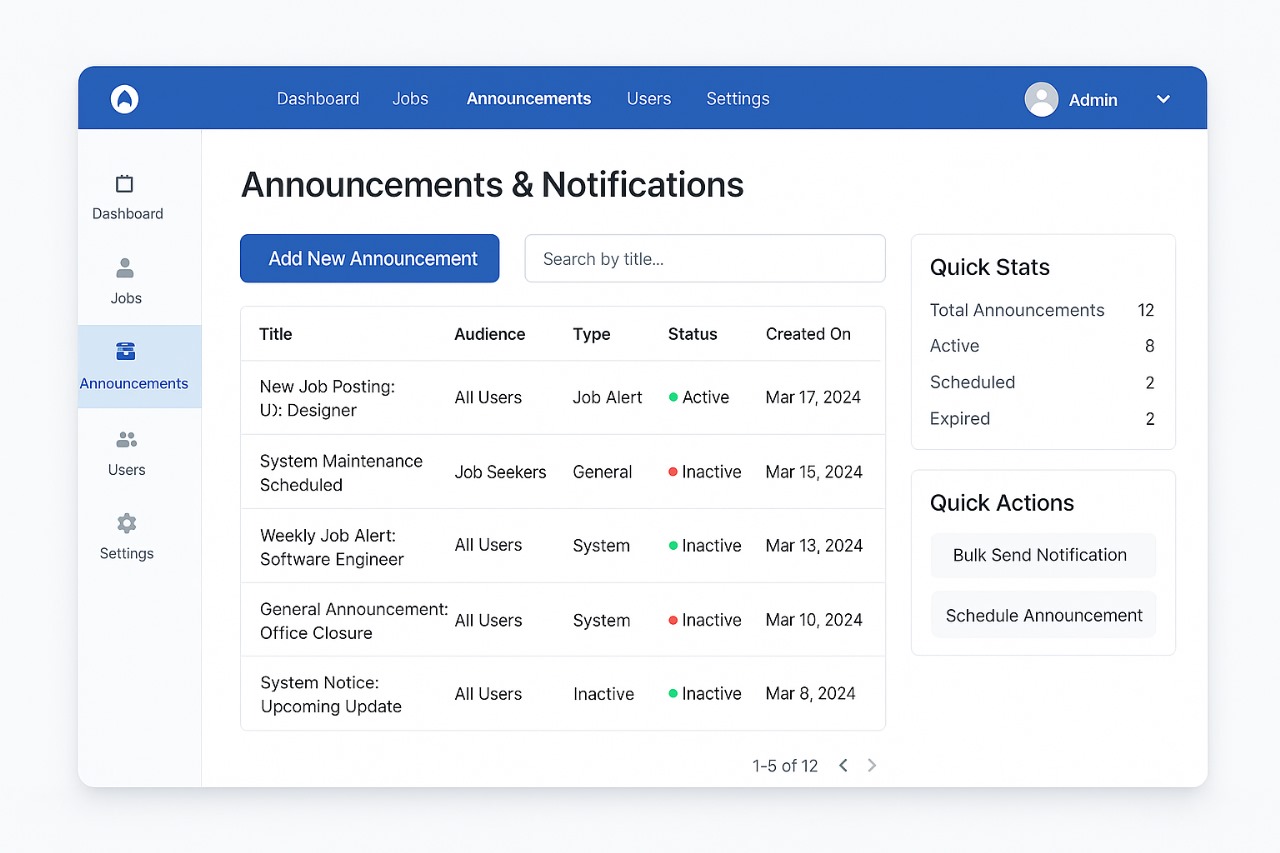 Dashboard Jobs Announcements Users Settings Admin
Dashboard
Jobs
Announcements
Users
Settings
Announcements & Notifications
Add New Announcement Search by title...
Title Audience Type Status Created On
New Job Posting:
Designer
All Users Job Alert Active Mar 17, 2024
System Maintenance
Scheduled
Job Seekers General Inactive Mar 15, 2024
Weekly Job Alert:
Software Engineer
All Users System Inactive Mar 13, 2024
General Announcement:
Office Closure
All Users System Inactive Mar 10, 2024
System Notice:
Upcoming Update
All Users Inactive Inactive Mar 8, 2024
1-5 of 12
Quick Stats
Total Announcements 12
Active 8
Scheduled 2
Expired 2
Quick Actions
Bulk Send Notification
Schedule Announcement